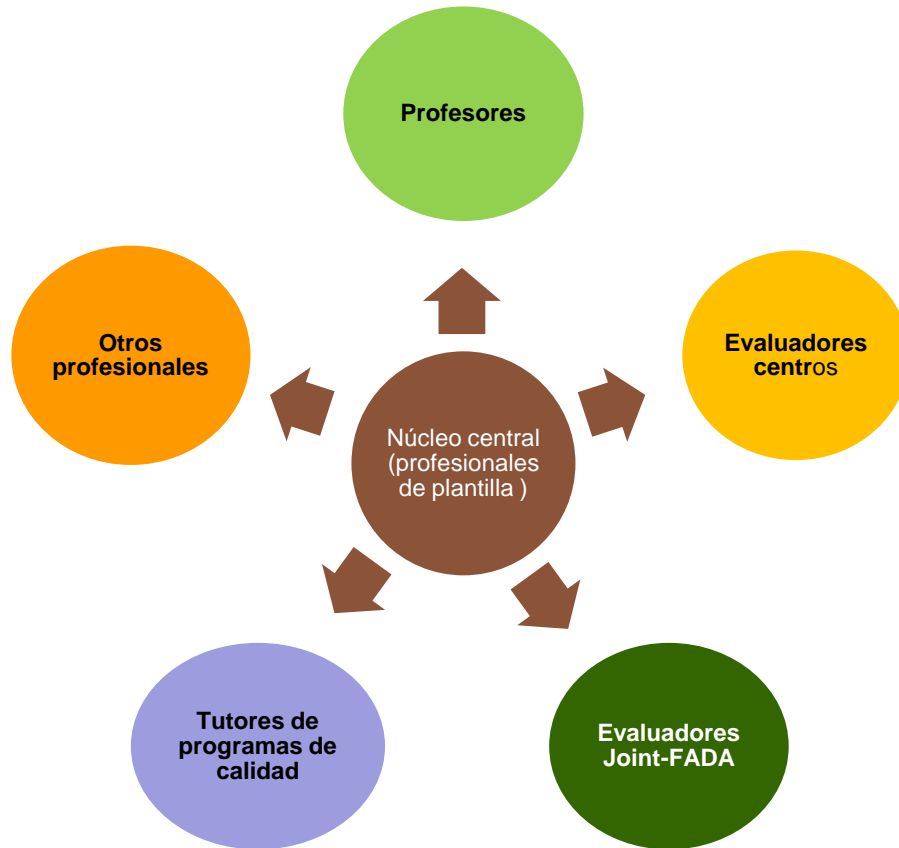 Profesores
Otros
profesionales
Evaluadores
centros
Núcleo central
(profesionales
de plantilla )
Tutores de
programas de
calidad
Evaluadores
Joint-FADA